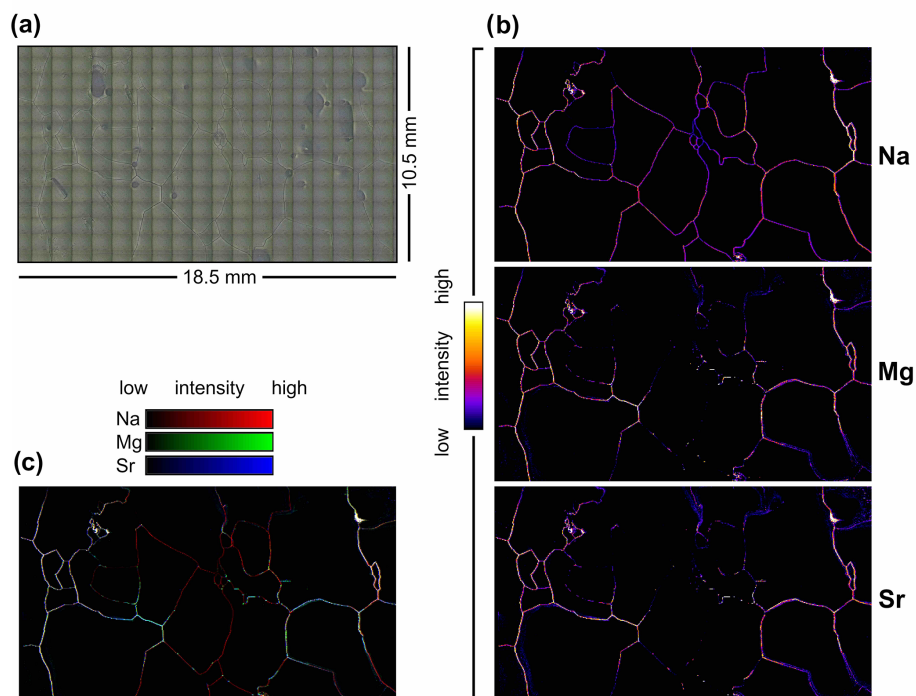 (a)
10.5 mm
18.5 mm
(b)
Na
Mg
Sr
high
intensity
low
low intensity high
Na
Mg
Sr
(c)